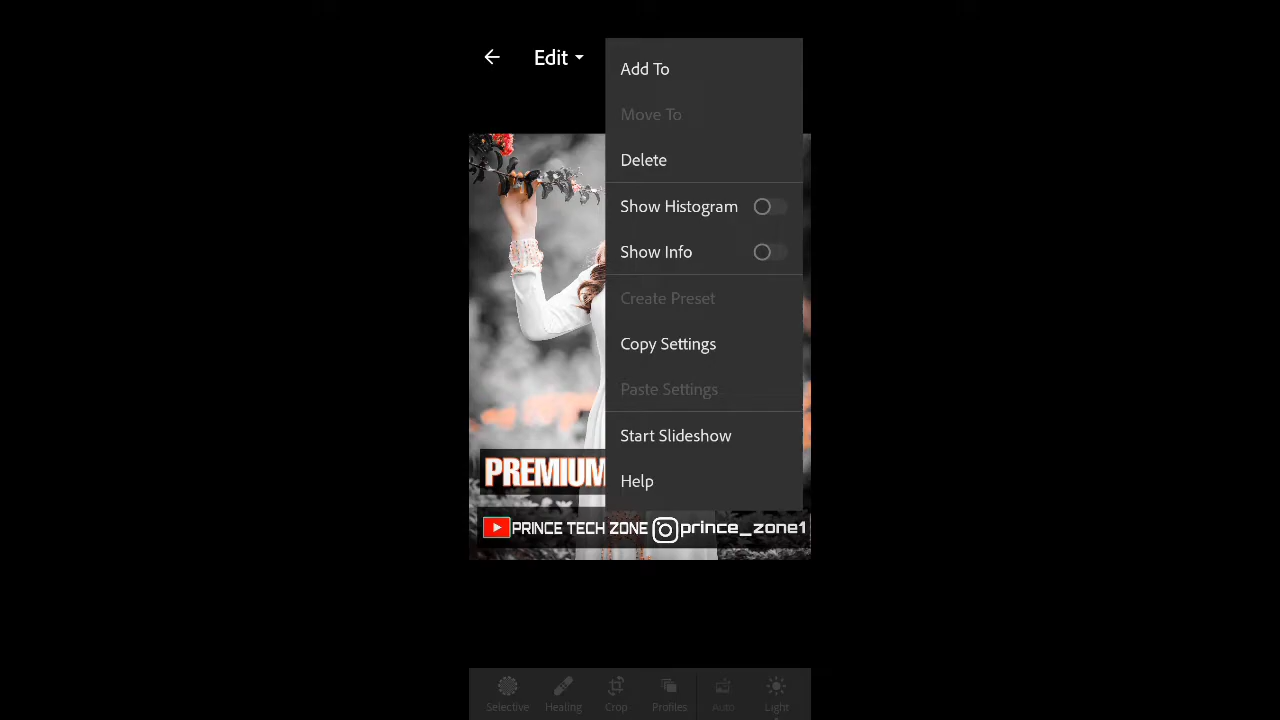 Edit
Add To
Move To
Delete
Show Histogram
Show Info
Create Preset
Copy Settings
Paste Settings
Start Slideshow
Help
PREMIUM
PRINCE TECH ZONE prince_zone1
Selective Healing Crop Profiles Auto Light